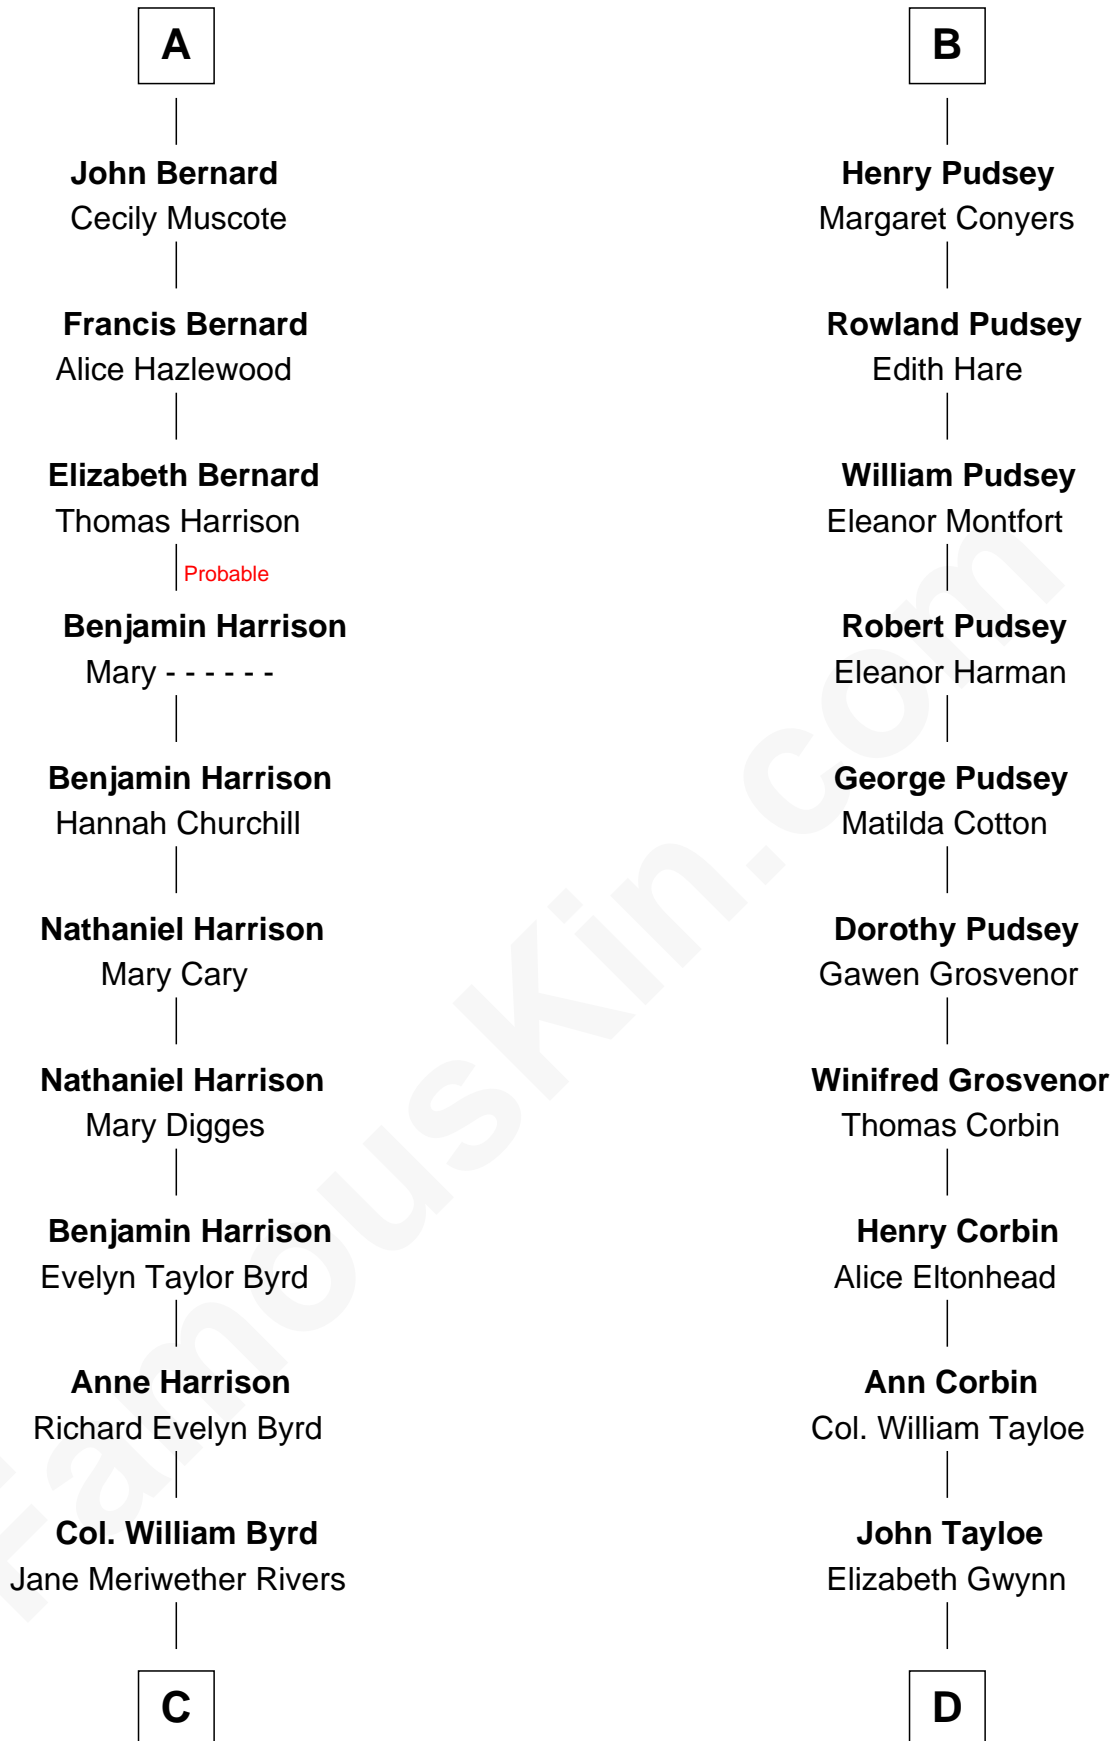 A
John Bernard
Cecily Muscote
Francis Bernard
Alice Hazlewood
Elizabeth Bernard
Thomas Harrison
Probable
Benjamin Harrison
Mary - - - - - -
Benjamin Harrison
Hannah Churchill
Nathaniel Harrison
Mary Cary
Nathaniel Harrison
Mary Digges
Benjamin Harrison
Evelyn Taylor Byrd
Anne Harrison
Richard Evelyn Byrd
Col. William Byrd
Jane Meriwether Rivers
C
B
Henry Pudsey
Margaret Conyers
Rowland Pudsey
Edith Hare
William Pudsey
Eleanor Montfort
Robert Pudsey
Eleanor Harman
George Pudsey
Matilda Cotton
Dorothy Pudsey
Gawen Grosvenor
Winifred Grosvenor
Thomas Corbin
Henry Corbin
Alice Eltonhead
Ann Corbin
Col. William Tayloe
John Tayloe
Elizabeth Gwynn
D
FamousKin.com